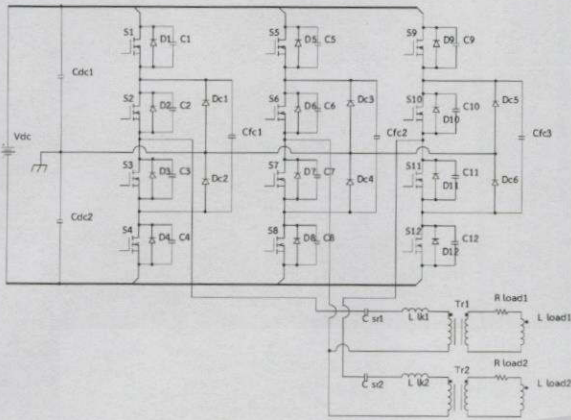 S1 D1 C1 S5 D5 C5 S9 D9 C9
Cdc1
S2 D2 C2 Dc1 S6 D6 C6 Dc3 S10 D10 C10 Dc5
Cfc1 Cfc2 Cfc3
Vdc
S3 D3 C3 Dc2 S7 D7 C7 Dc4 S11 D11 C11 Dc6
Cdc2
S4 D4 C4 S8 D8 C8 S12 D12 C12
C sr1 L lk1 Tr1 R load1 L load1
C sr2 L lk2 Tr2 R load2 L load2